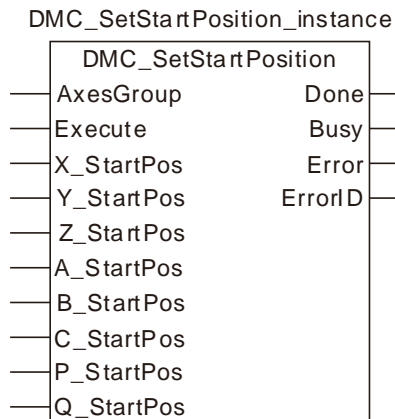 DMC_SetStartPosition_instance
DMC_SetStartPosition
AxesGroup Done
Execute Busy
X_StartPos Error
Y_StartPos ErrorID
Z_StartPos
A_StartPos
B_StartPos
C_StartPos
P_StartPos
Q_StartPos